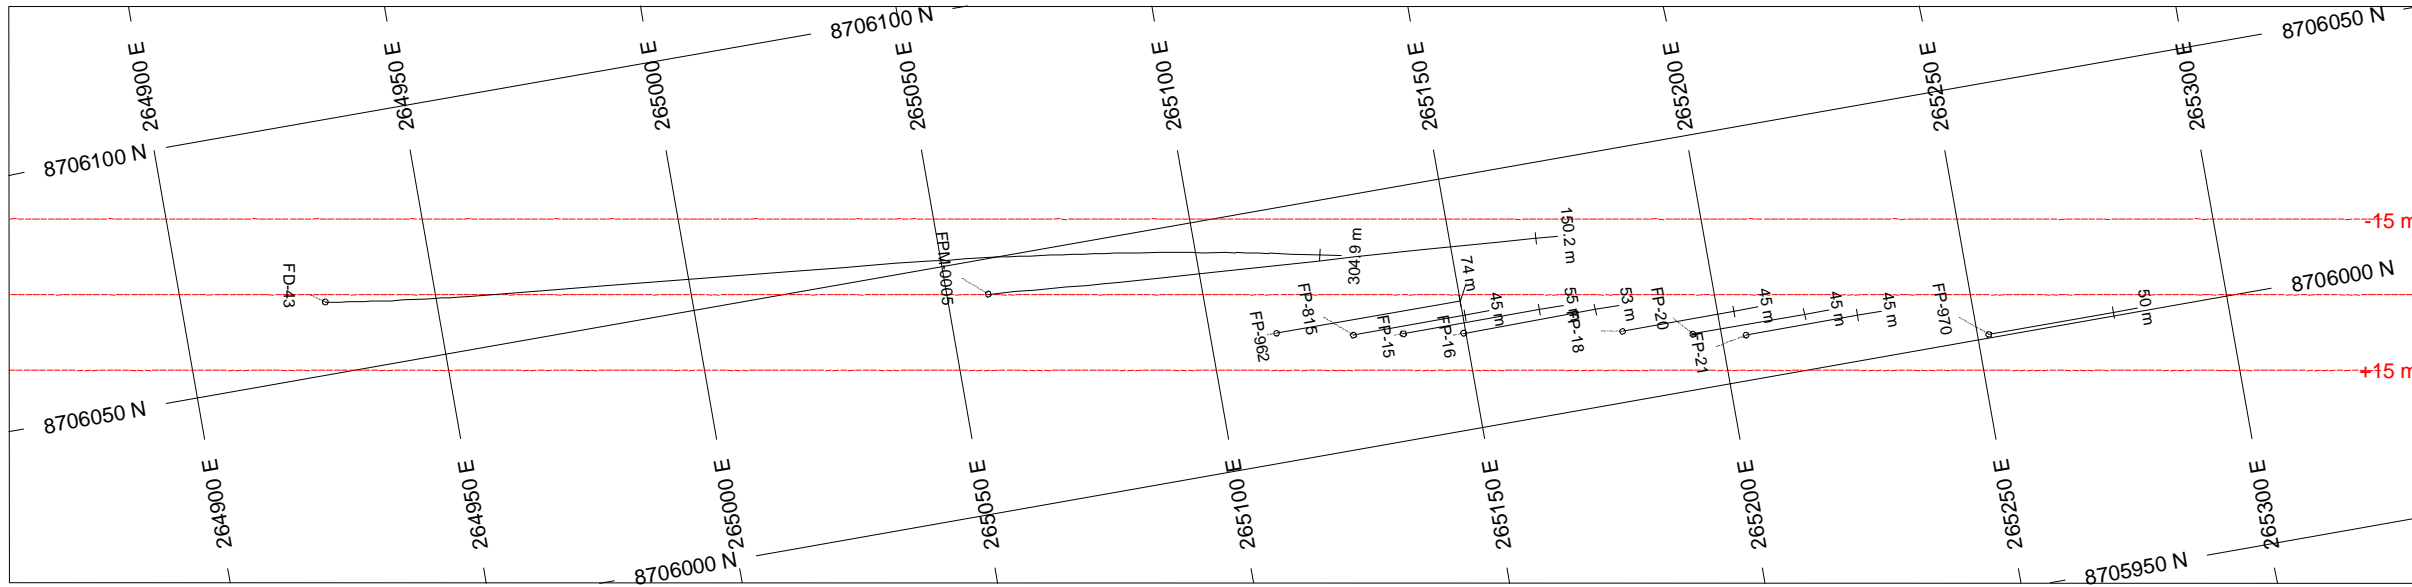 264900 E
264950 E
265000 E
265050 E
265100 E
265150 E
265200 E
265250 E
265300 E
8706100 N
8706050 N
8706100 N
-15 m
FD-43
FPM-0005
304.9 m
150.2 m
8706000 N
74 m
FP-962
FP-815
45 m
FP-15
55 m
FP-16
53 m
FP-18
FP-20
45 m
45 m
FP-21
45 m
FP-970
50 m
+15 m
8706050 N
264900 E
264950 E
265000 E
265050 E
265100 E
265150 E
265200 E
265250 E
265300 E
8706000 N
8705950 N